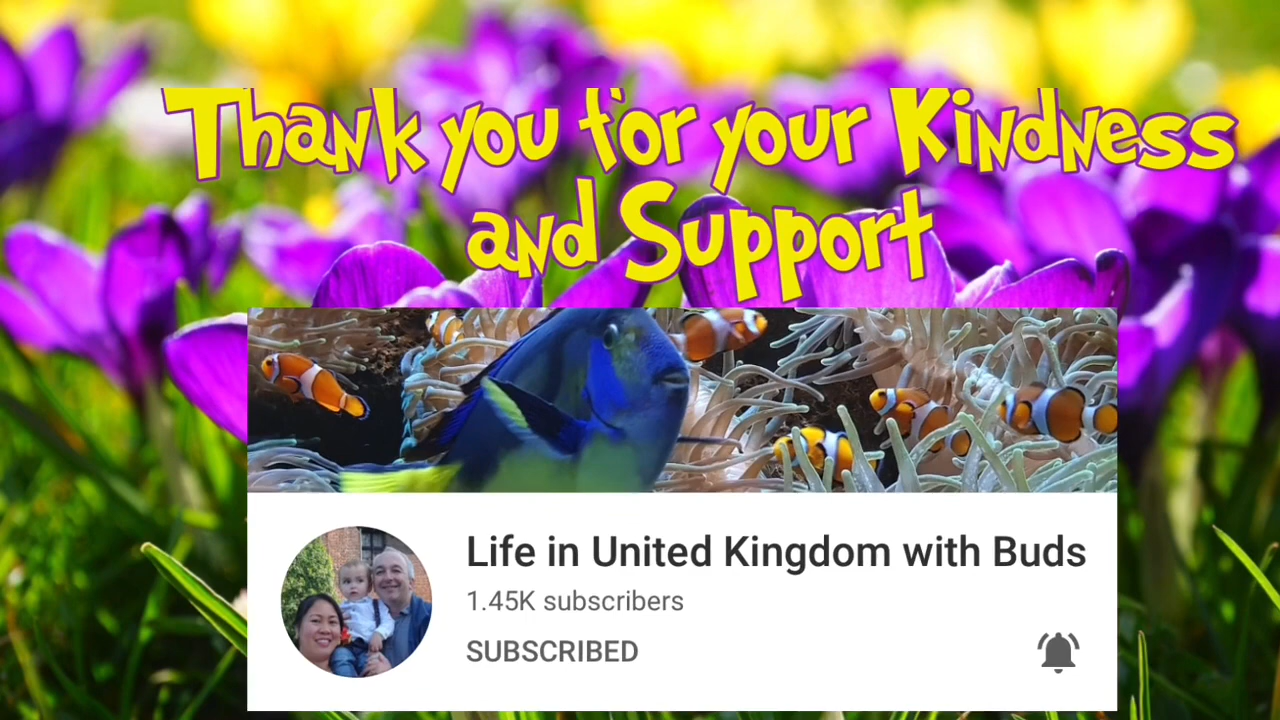 Thank you for your Kindness
and Support
Life in United Kingdom with Buds
1.45K subscribers
SUBSCRIBED